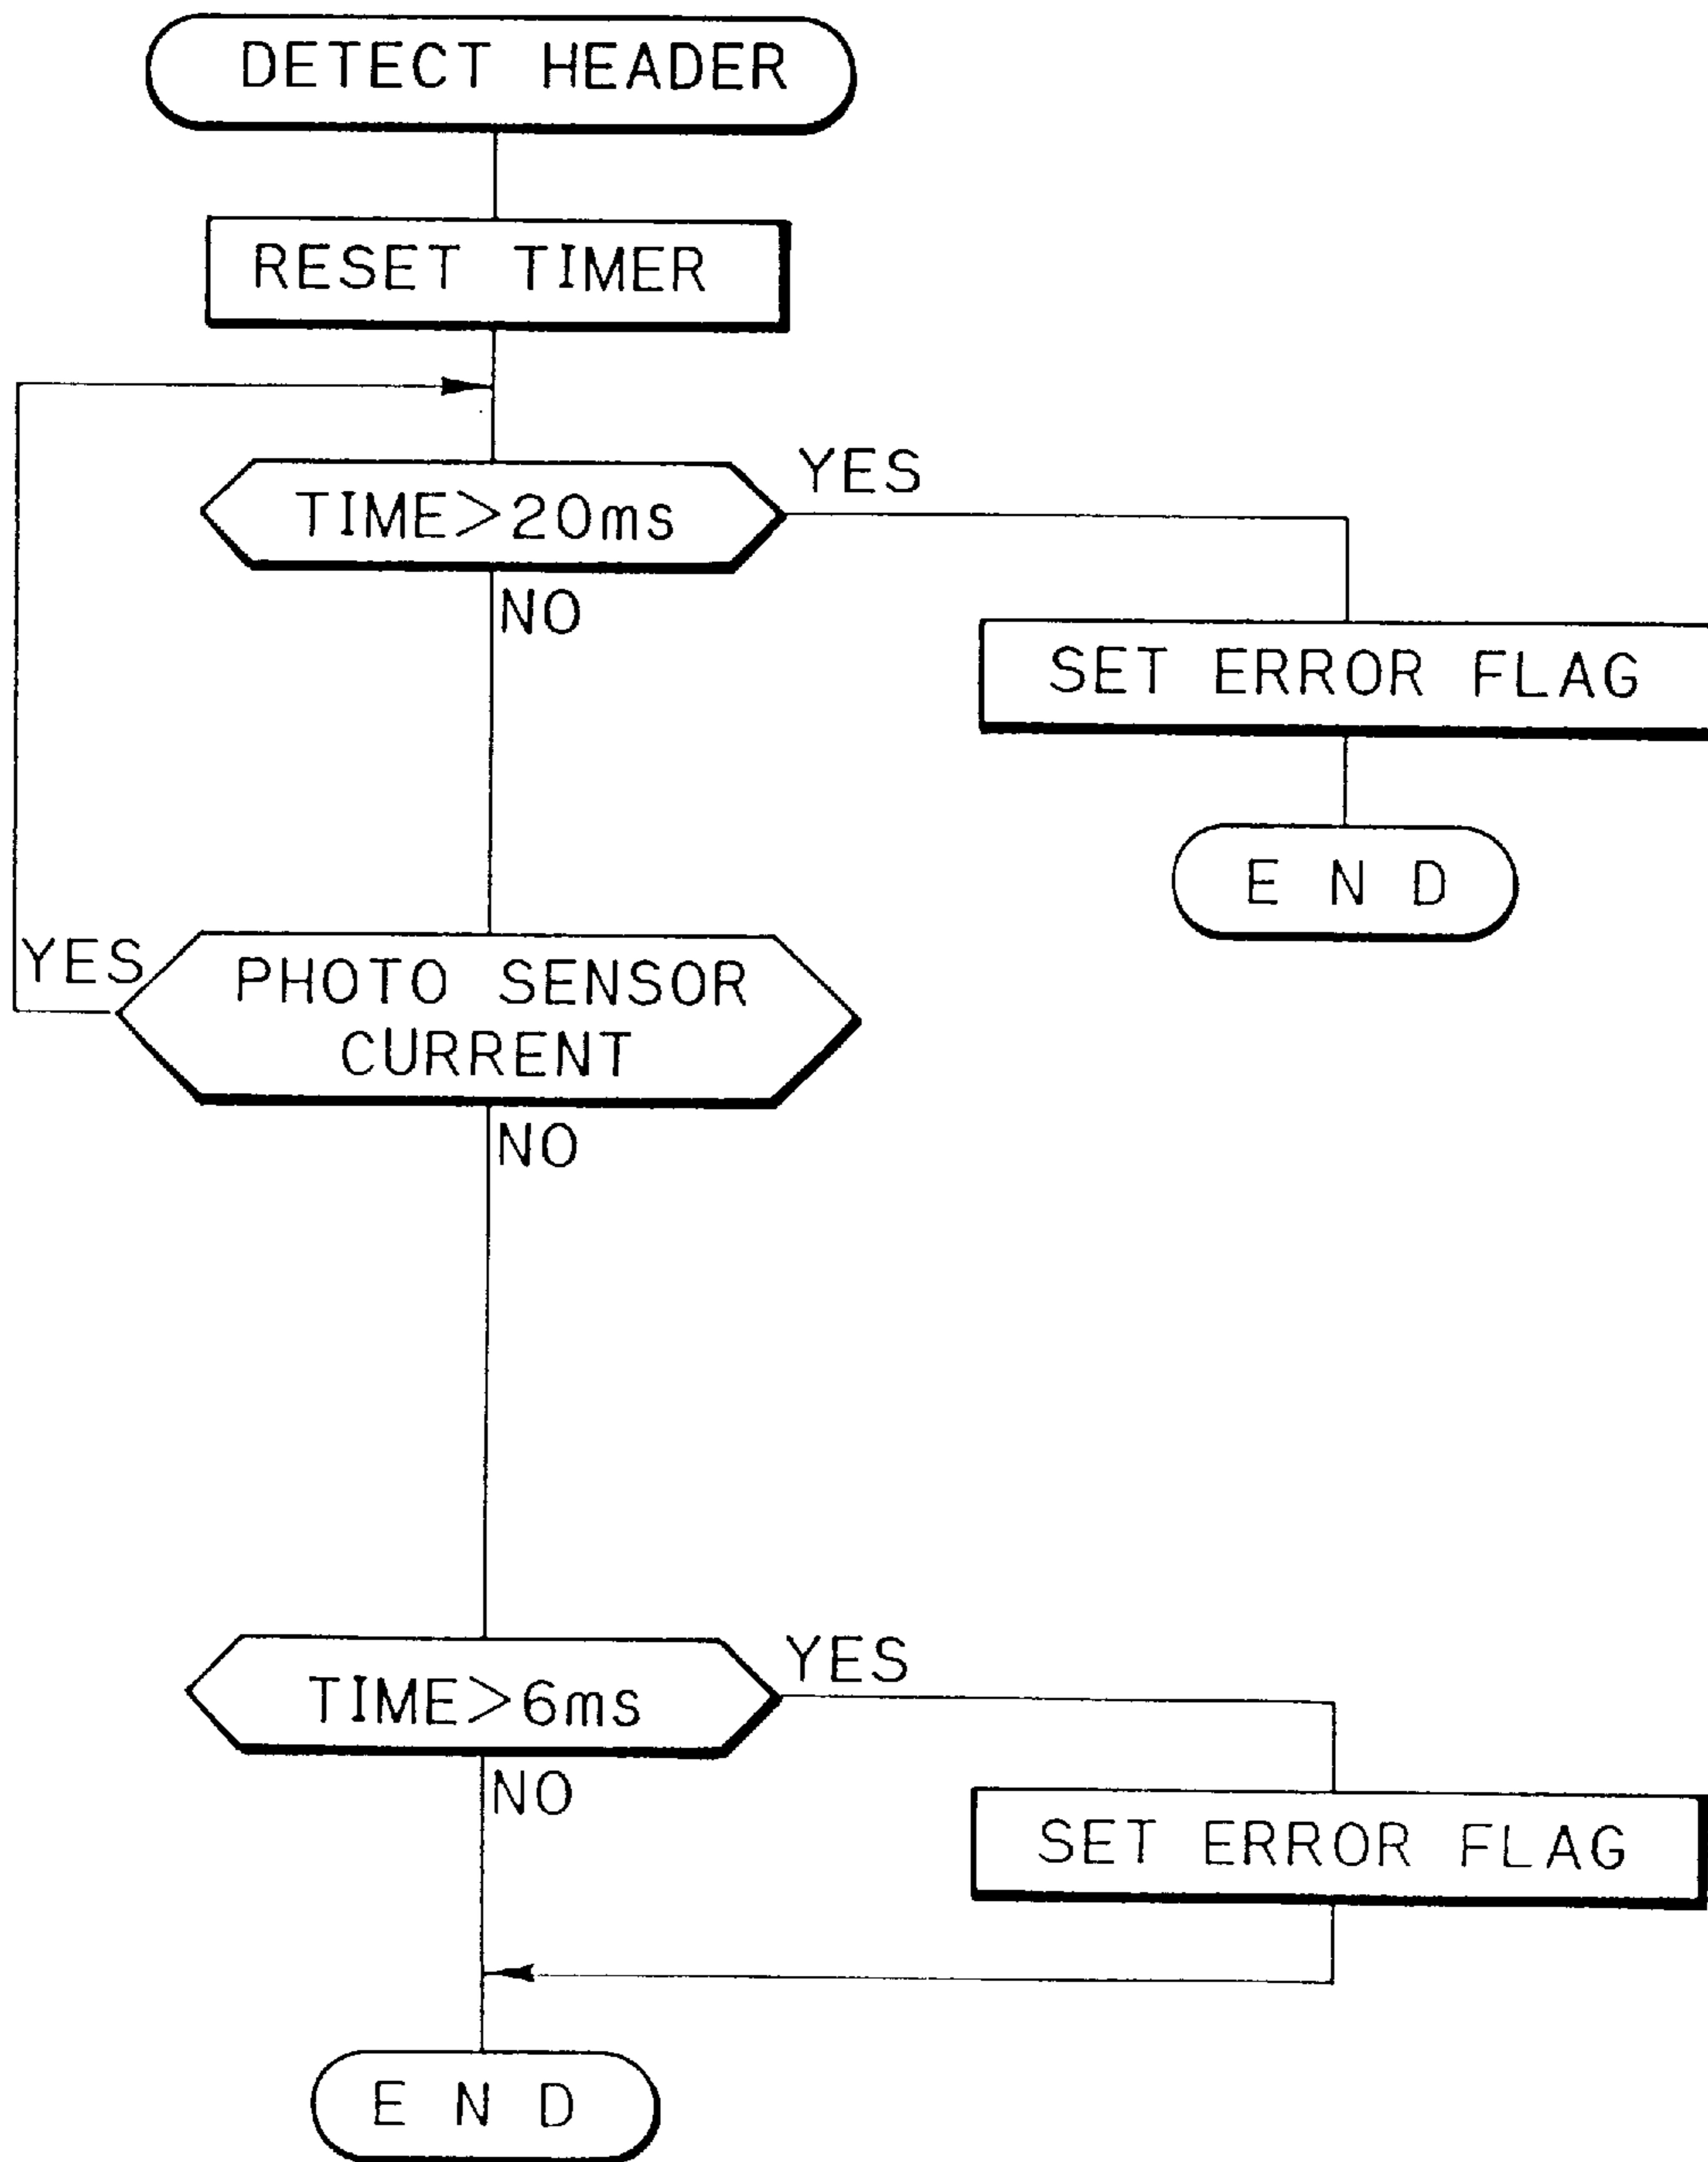 DETECT HEADER
RESET TIMER
TIME>20ms
YES
NO
SET ERROR FLAG
E N D
YES
PHOTO SENSOR
CURRENT
NO
TIME>6ms
YES
NO
SET ERROR FLAG
E N D